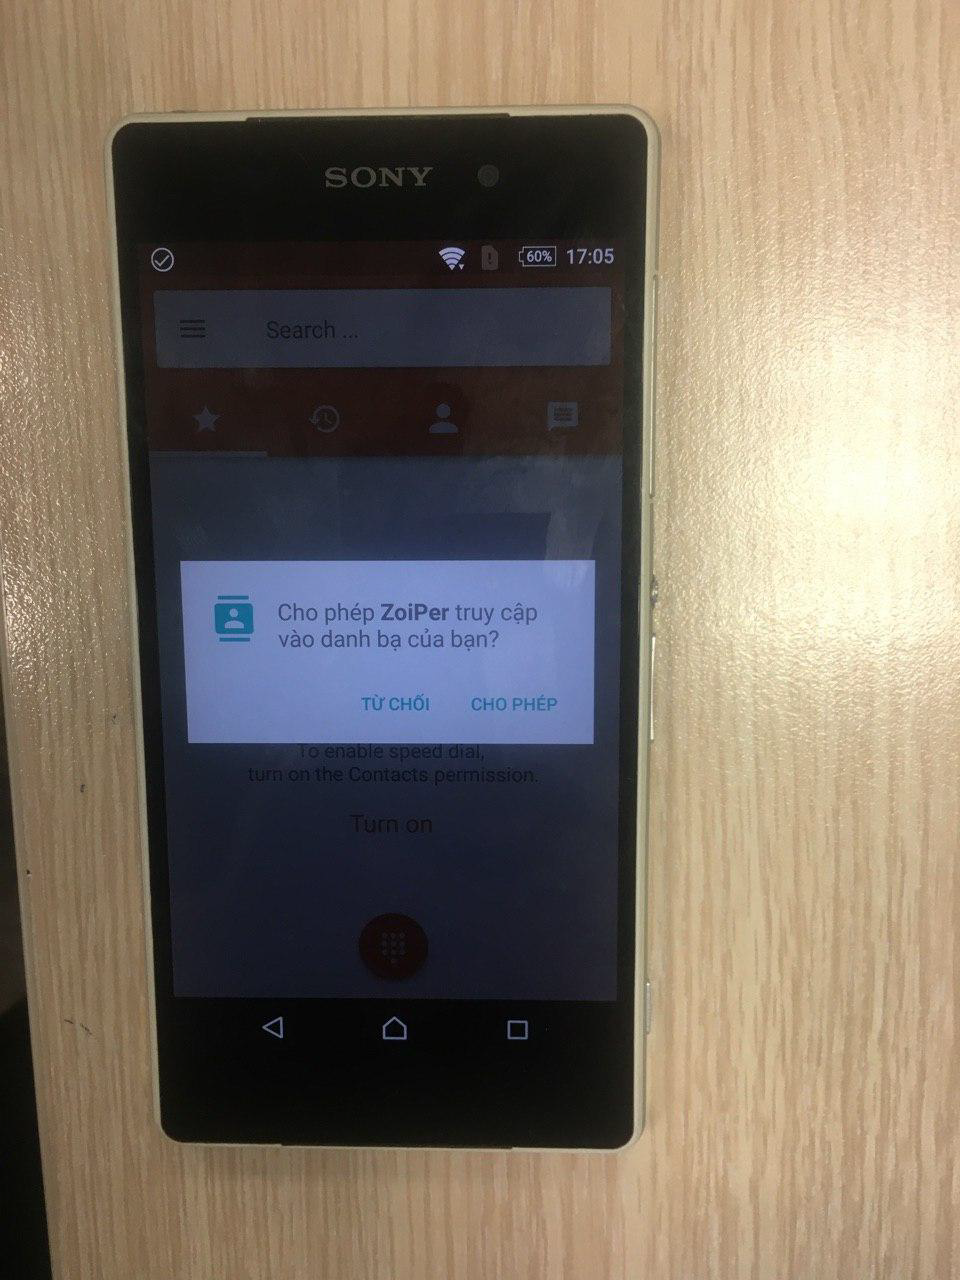 SONY
60% 17:05
Search ...
Cho phép ZoiPer truy cập
vào danh bạ của bạn?
TỪ CHỐI CHO PHÉP
To enable speed dial,
turn on the Contacts permission.
Turn on